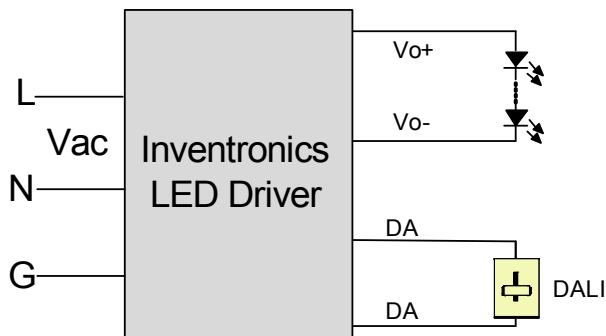 Vo+
L
Vac
Vo-
Inventronics
LED Driver
N
DA
G
DALI
DA